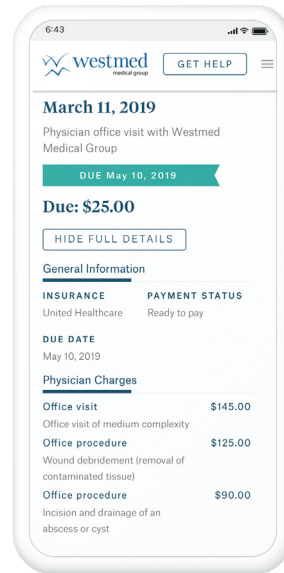 6:43
westmed
medical group
GET HELP
March 11, 2019
Physician office visit with Westmed
Medical Group
DUE May 10, 2019
Due: $25.00
HIDE FULL DETAILS
General Information
INSURANCE PAYMENT STATUS
United Healthcare Ready to pay
DUE DATE
May 10, 2019
Physician Charges
Office visit $145.00
Office visit of medium complexity
Office procedure $125.00
Wound debridement (removal of
contaminated tissue)
Office procedure $90.00
Incision and drainage of an
abscess or cyst